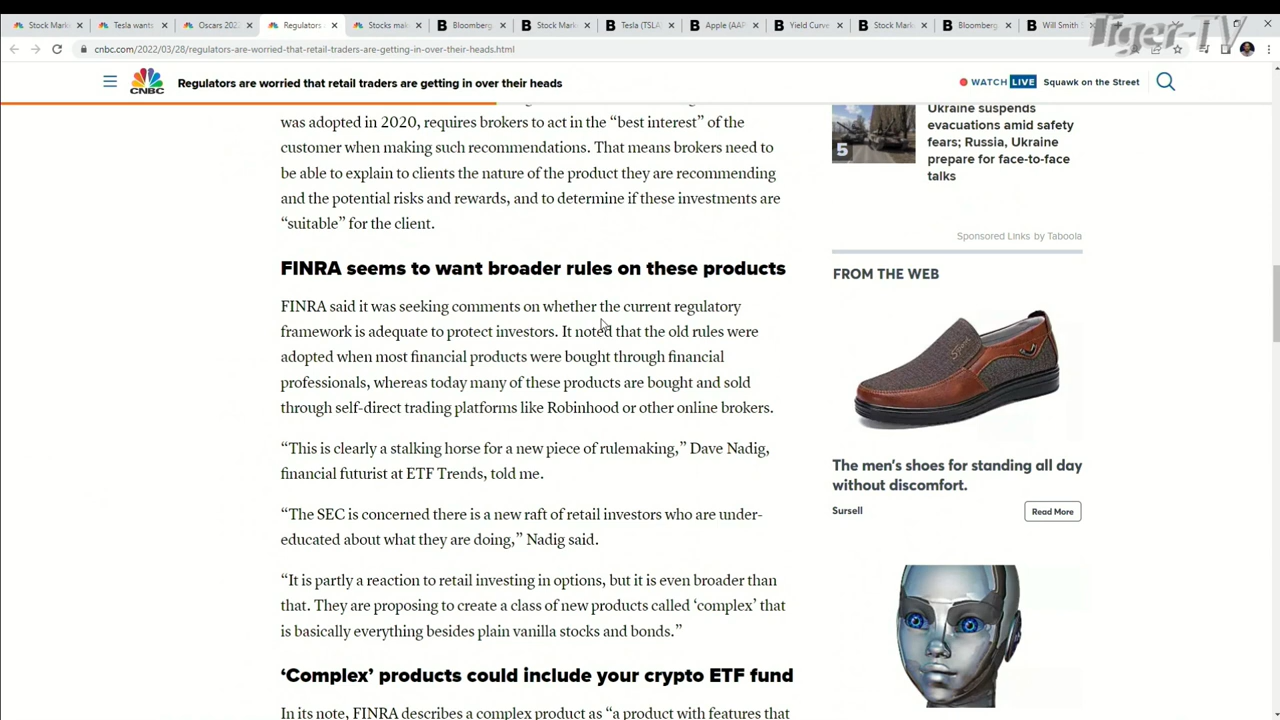 Stock Mark
Tesla wants
Oscars 2022
Regulators
Stocks mak
Bloomberg
Stock Mark
Tesla (TSLA
Apple (AAP
Yield Curve
Stock Mark
Bloomberg
Will Smith
Tiger-TV
cnbc.com/2022/03/28/regulators-are-worried-that-retail-traders-are-getting-in-over-their-heads.html
CNBC
Regulators are worried that retail traders are getting in over their heads
WATCH LIVE Squawk on the Street
was adopted in 2020, requires brokers to act in the “best interest” of the
customer when making such recommendations. That means brokers need to
be able to explain to clients the nature of the product they are recommending
and the potential risks and rewards, and to determine if these investments are
“suitable” for the client.
FINRA seems to want broader rules on these products
FINRA said it was seeking comments on whether the current regulatory
framework is adequate to protect investors. It noted that the old rules were
adopted when most financial products were bought through financial
professionals, whereas today many of these products are bought and sold
through self-direct trading platforms like Robinhood or other online brokers.
“This is clearly a stalking horse for a new piece of rulemaking,” Dave Nadig,
financial futurist at ETF Trends, told me.
“The SEC is concerned there is a new raft of retail investors who are under-
educated about what they are doing,” Nadig said.
“It is partly a reaction to retail investing in options, but it is even broader than
that. They are proposing to create a class of new products called ‘complex’ that
is basically everything besides plain vanilla stocks and bonds.”
‘Complex’ products could include your crypto ETF fund
In its note, FINRA describes a complex product as “a product with features that
5
Ukraine suspends
evacuations amid safety
fears; Russia, Ukraine
prepare for face-to-face
talks
Sponsored Links by Taboola
FROM THE WEB
The men's shoes for standing all day
without discomfort.
Sursell
Read More